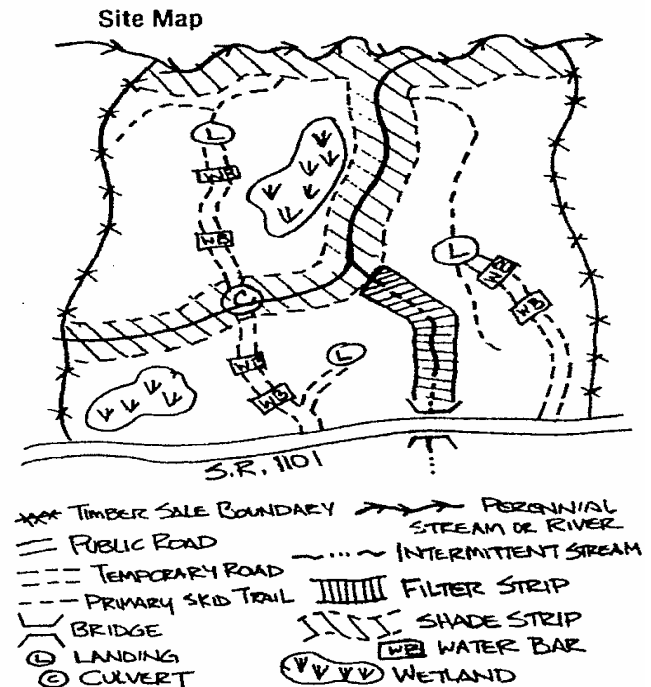 Site Map
L
WB
WB
C
L
WB
WB
WB
L
WB
S.R. 1101
TIMBER SALE BOUNDARY
PERENNIAL
STREAM OR RIVER
PUBLIC ROAD
INTERMITTENT STREAM
TEMPORARY ROAD
FILTER STRIP
PRIMARY SKID TRAIL
SHADE STRIP
BRIDGE
WB WATER BAR
L LANDING
WETLAND
C CULVERT